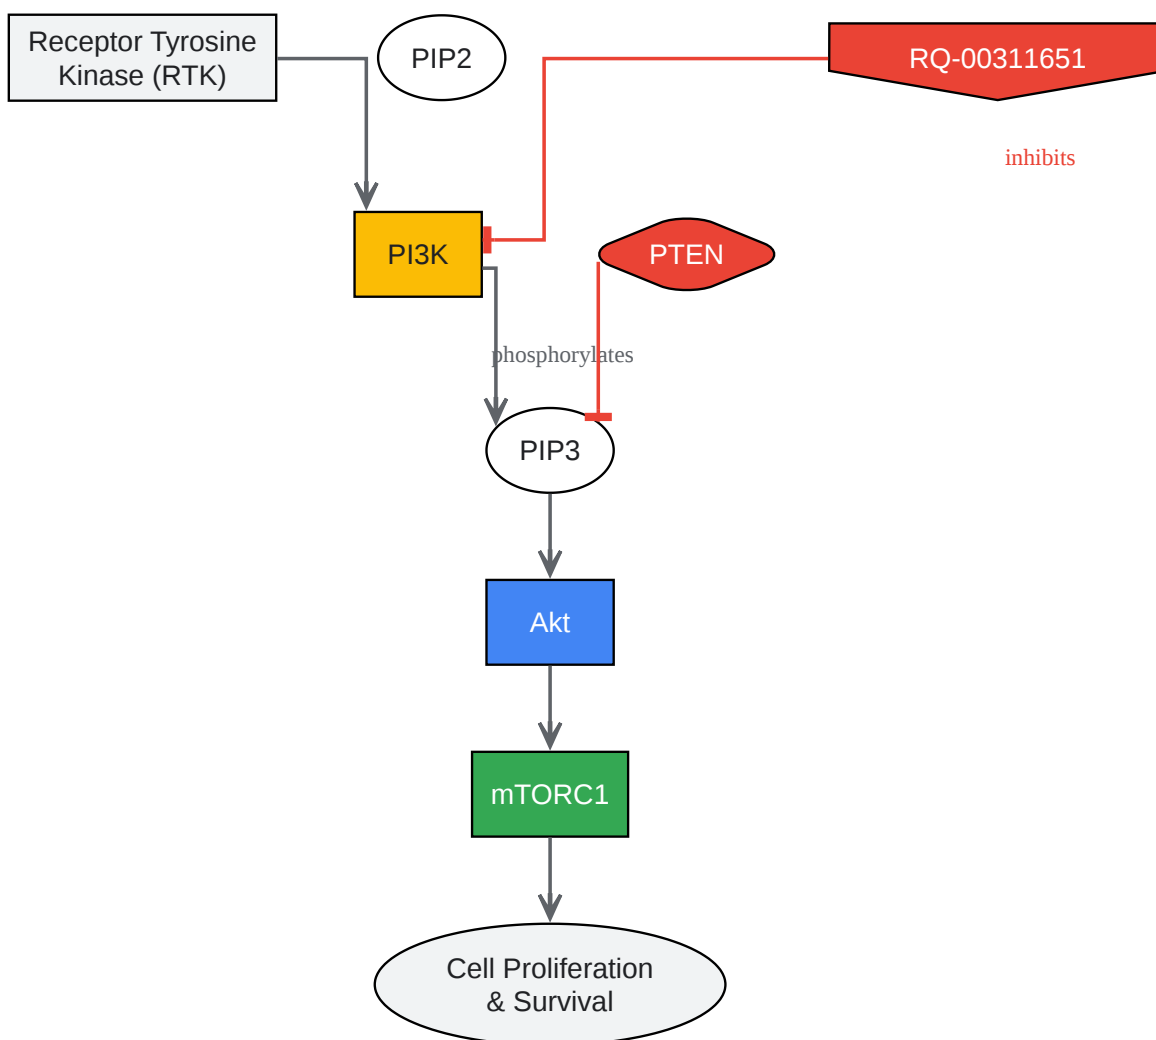 Receptor Tyrosine
Kinase (RTK)
PIP2
RQ-00311651
inhibits
PI3K
PTEN
phosphorylates
PIP3
Akt
mTORC1
Cell Proliferation
& Survival